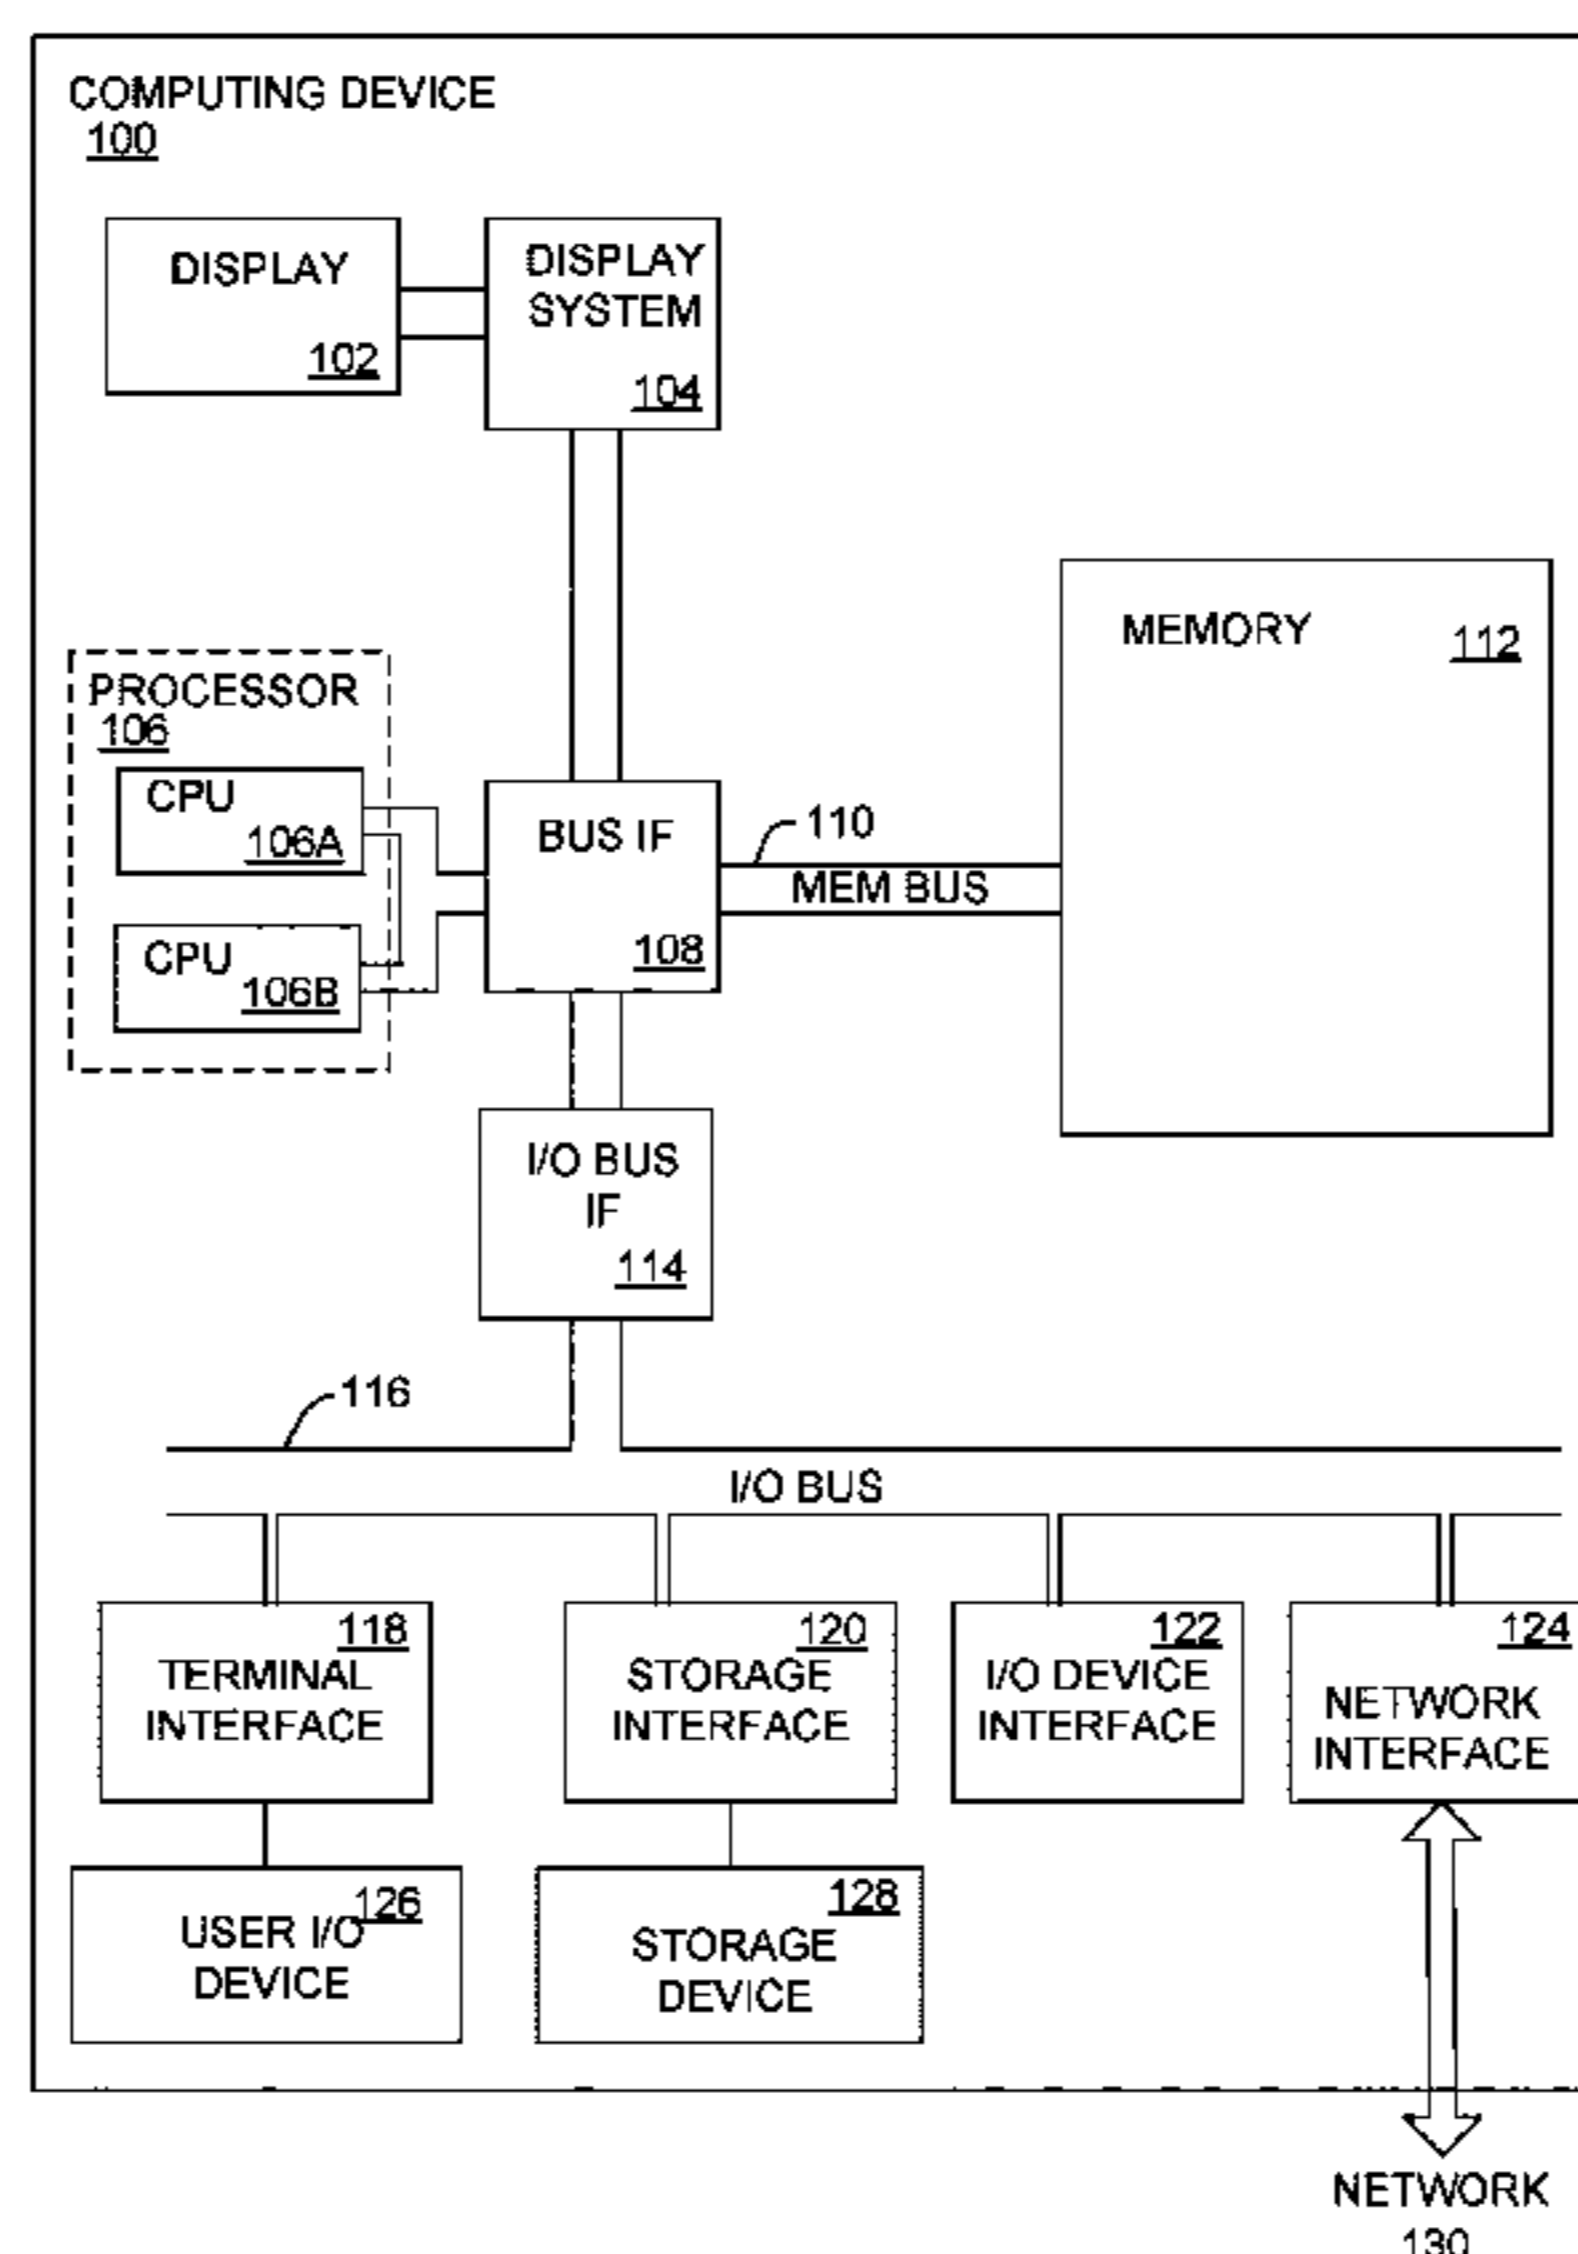 COMPUTING DEVICE
100
DISPLAY
102
DISPLAY
SYSTEM
104
MEMORY
112
PROCESSOR
106
CPU
106A
CPU
106B
BUS IF
108
110
MEM BUS
I/O BUS
IF
114
116
I/O BUS
118
TERMINAL
INTERFACE
120
STORAGE
INTERFACE
122
I/O DEVICE
INTERFACE
124
NETWORK
INTERFACE
126
USER I/O
DEVICE
128
STORAGE
DEVICE
NETWORK
130